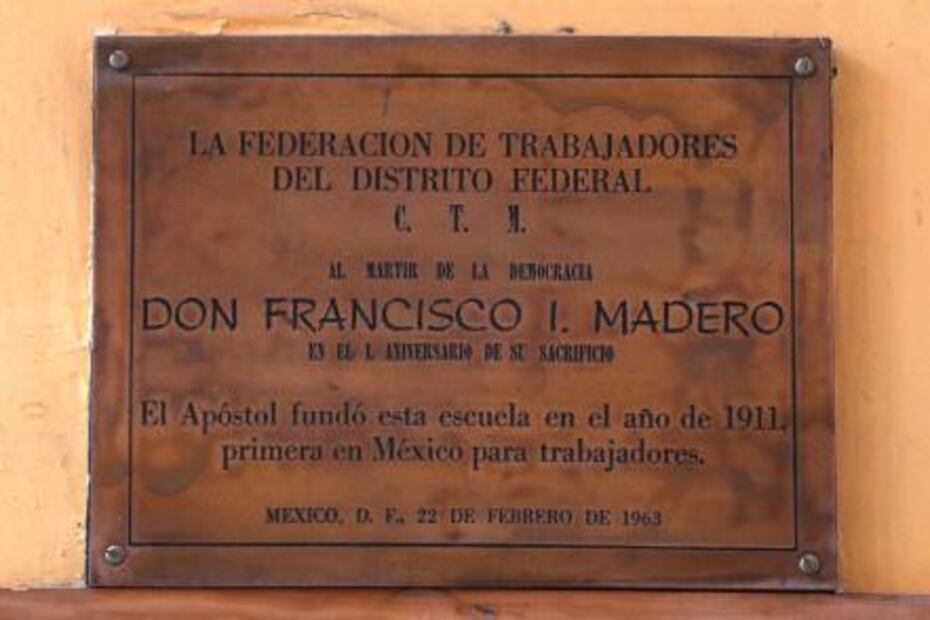 LA FEDERACION DE TRABAJADORES
DEL DISTRITO FEDERAL
C. T. M.
AL MARTIR DE LA DEMOCRACIA
DON FRANCISCO I. MADERO
EN EL L ANIVERSARIO DE SU SACRIFICIO
El Apóstol fundó esta escuela en el año de 1911,
primera en México para trabajadores.
MEXICO, D. F., 22 DE FEBRERO DE 1963